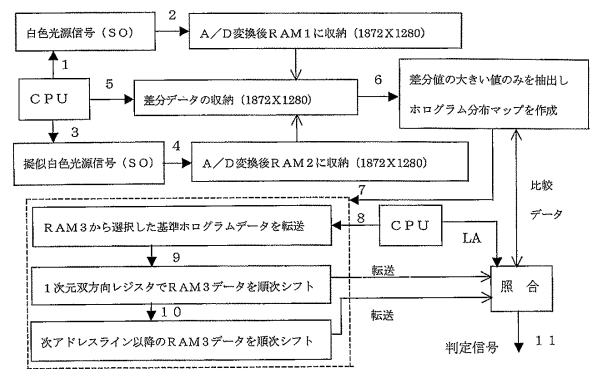 白色光源信号(SO)
2
A/D変換後RAM1に収納(1872X1280)
1
CPU
5
差分データの収納(1872X1280)
6
差分値の大きい値のみを抽出し
ホログラム分布マップを作成
3
擬似白色光源信号(SO)
4
A/D変換後RAM2に収納(1872X1280)
7
比較
データ
RAM3から選択した基準ホログラムデータを転送
8
CPU
LA
9
1次元双方向レジスタでRAM3データを順次シフト
転送
照合
10
転送
次アドレスライン以降のRAM3データを順次シフト
判定信号
11